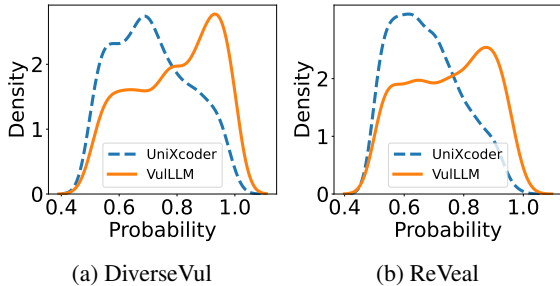 Density
2
1
0
0.4 0.6 0.8 1.0
Probability
UniXcoder
VulLLM
(a) DiverseVul
Density
2
1
0
0.4 0.6 0.8 1.0
Probability
UniXcoder
VulLLM
(b) ReVeal